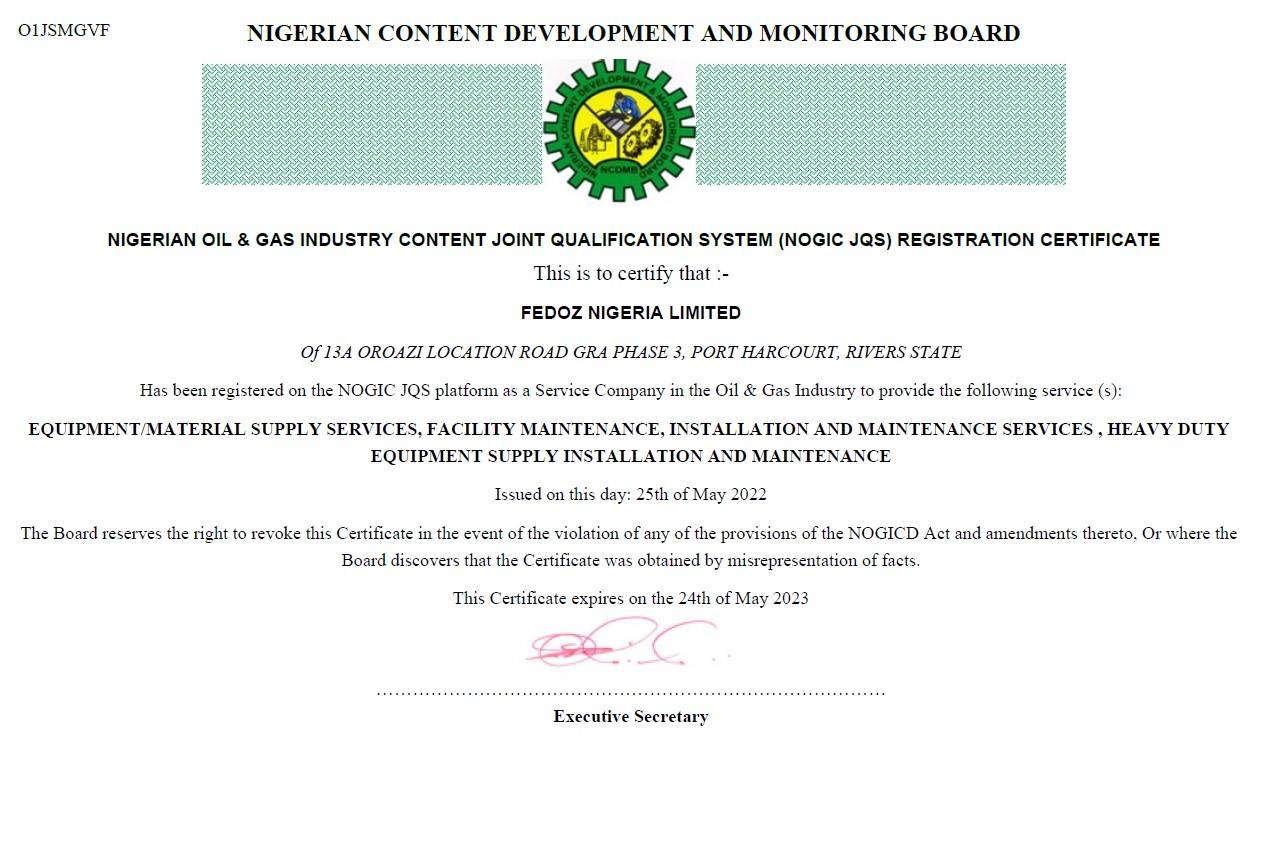 O1JSMGVF
NIGERIAN CONTENT DEVELOPMENT AND MONITORING BOARD
NIGERIAN CONTENT DEVELOPMENT & MONITORING BOARD
NCDMB
NIGERIAN OIL & GAS INDUSTRY CONTENT JOINT QUALIFICATION SYSTEM (NOGIC JQS) REGISTRATION CERTIFICATE
This is to certify that :-
FEDOZ NIGERIA LIMITED
Of 13A OROAZI LOCATION ROAD GRA PHASE 3, PORT HARCOURT, RIVERS STATE
Has been registered on the NOGIC JQS platform as a Service Company in the Oil & Gas Industry to provide the following service (s):
EQUIPMENT/MATERIAL SUPPLY SERVICES, FACILITY MAINTENANCE, INSTALLATION AND MAINTENANCE SERVICES , HEAVY DUTY
EQUIPMENT SUPPLY INSTALLATION AND MAINTENANCE
Issued on this day: 25th of May 2022
The Board reserves the right to revoke this Certificate in the event of the violation of any of the provisions of the NOGICD Act and amendments thereto, Or where the
Board discovers that the Certificate was obtained by misrepresentation of facts.
This Certificate expires on the 24th of May 2023
Executive Secretary